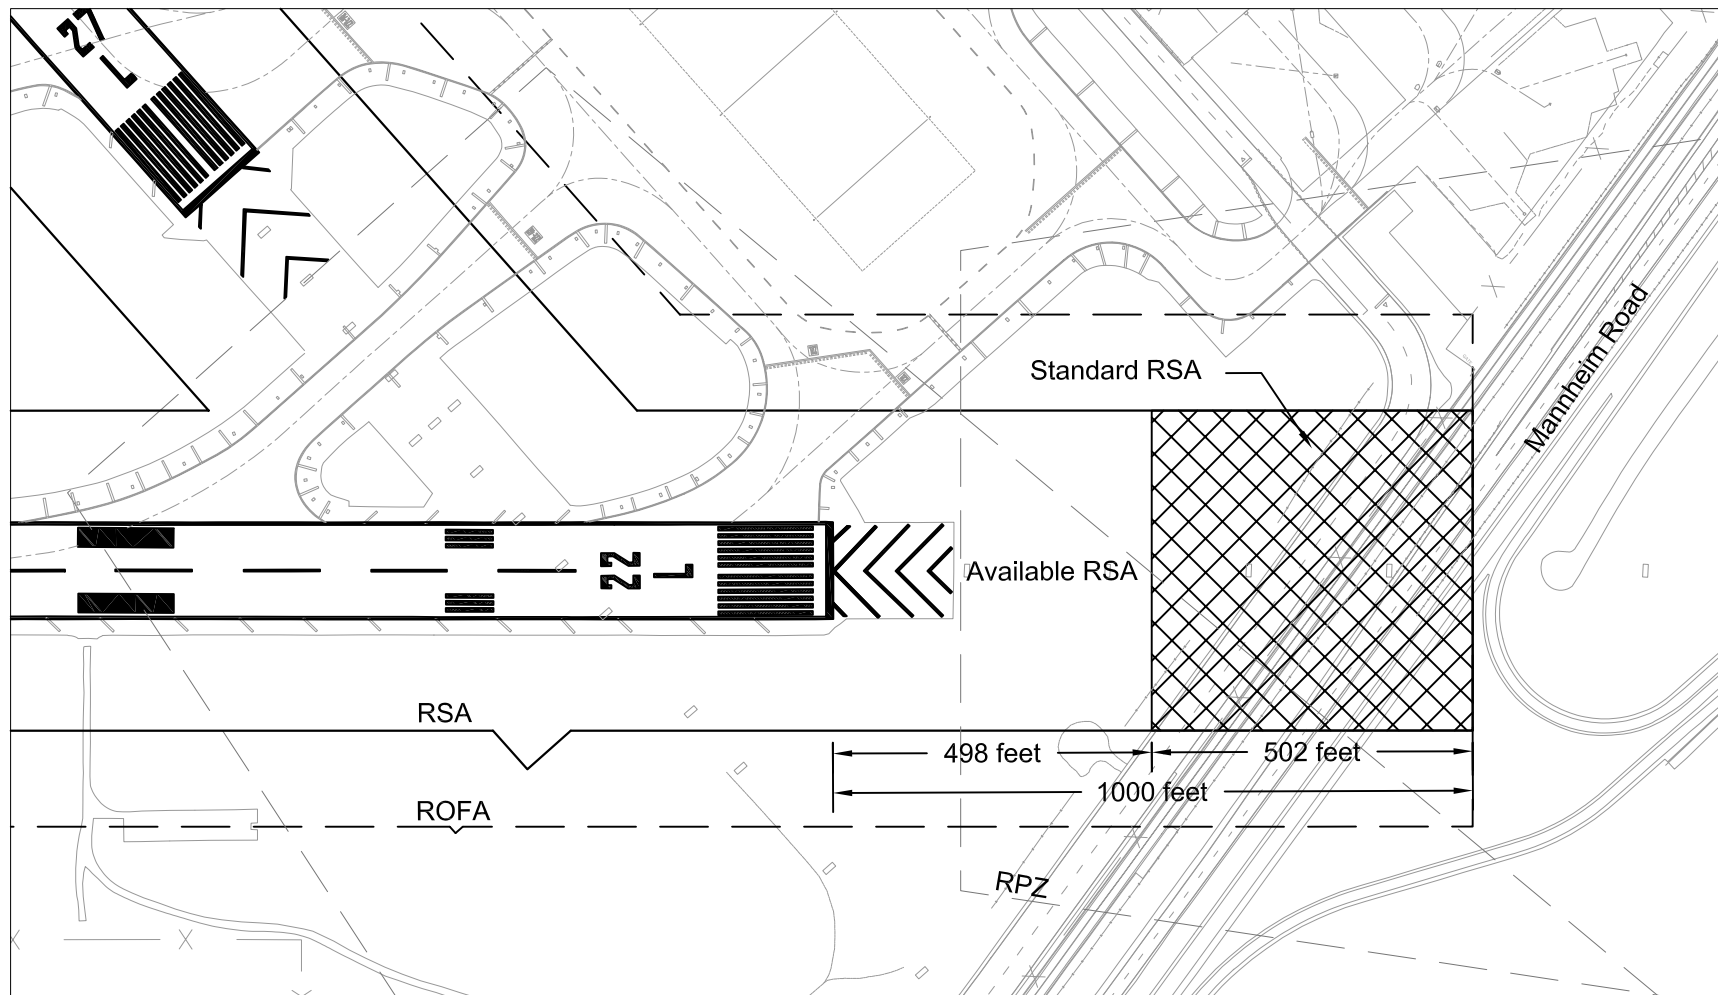 27
L
Standard RSA
Mannheim Road
22
L
Available RSA
RSA
498 feet
502 feet
1000 feet
ROFA
RPZ